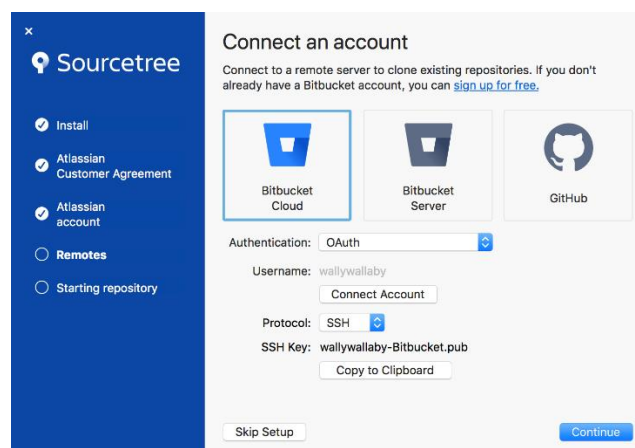 ×
Sourcetree
Install
Atlassian
Customer Agreement
Atlassian
account
Remotes
Starting repository
Connect an account
Connect to a remote server to clone existing repositories. If you don't
already have a Bitbucket account, you can sign up for free.
Bitbucket
Cloud
Bitbucket
Server
GitHub
Authentication: OAuth
Username: wallywallaby
Connect Account
Protocol: SSH
SSH Key: wallywallaby-Bitbucket.pub
Copy to Clipboard
Skip Setup
Continue